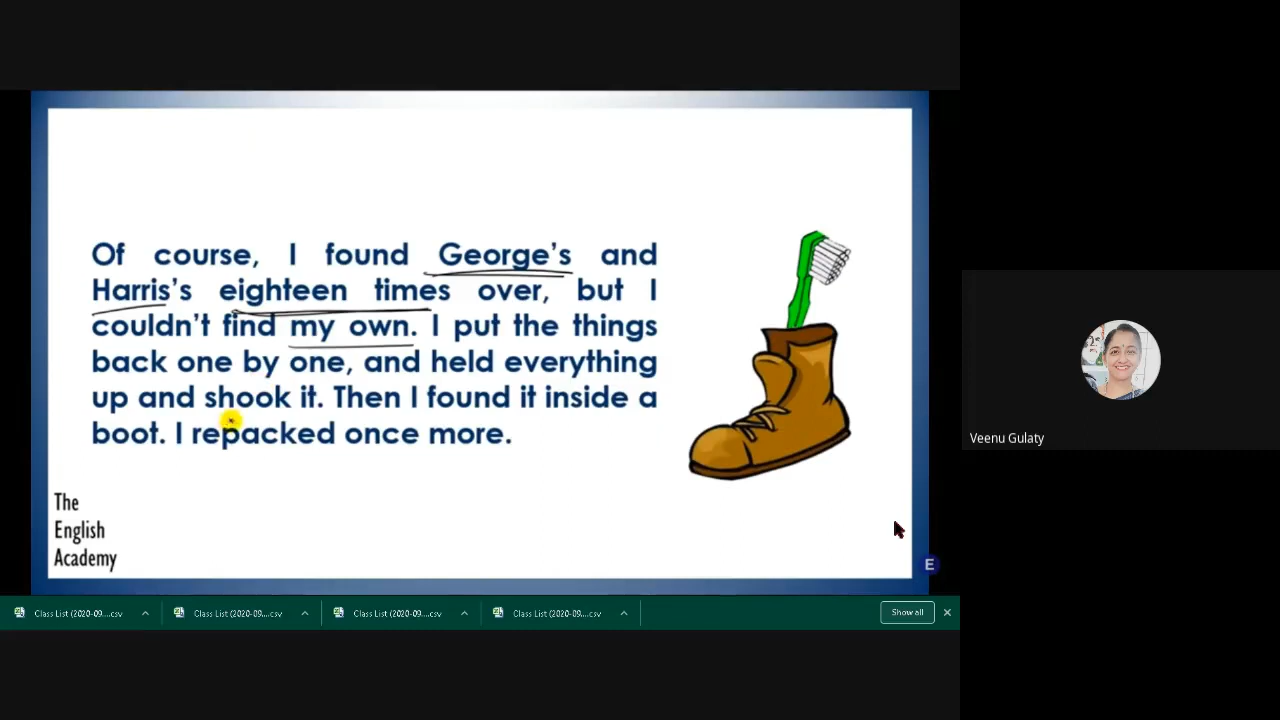 Of course, I found George's and
Harris's eighteen times over, but I
couldn't find my own. I put the things
back one by one, and held everything
up and shook it. Then I found it inside a
boot. I repacked once more.
The
English
Academy
E
Veenu Gulaty
Class List (2020-09....csv
Class List (2020-09....csv
Class List (2020-09....csv
Class List (2020-09....csv
Show all